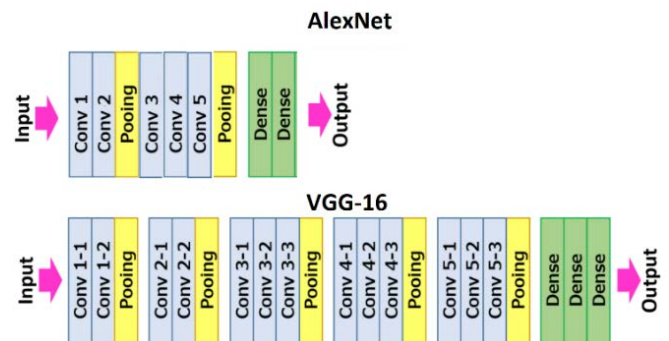 AlexNet
Input
Conv 1
Conv 2
Pooing
Conv 3
Conv 4
Conv 5
Pooing
Dense
Dense
Output
VGG-16
Input
Conv 1-1
Conv 1-2
Pooing
Conv 2-1
Conv 2-2
Pooing
Conv 3-1
Conv 3-2
Conv 3-3
Pooing
Conv 4-1
Conv 4-2
Conv 4-3
Pooing
Conv 5-1
Conv 5-2
Conv 5-3
Pooing
Dense
Dense
Dense
Output